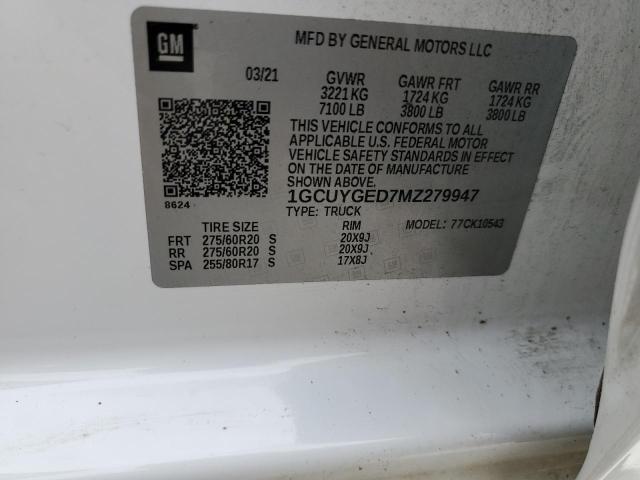 GM
MFD BY GENERAL MOTORS LLC
03/21 GVWR GAWR FRT GAWR RR
3221 KG 1724 KG 1724 KG
7100 LB 3800 LB 3800 LB
THIS VEHICLE CONFORMS TO ALL
APPLICABLE U.S. FEDERAL MOTOR
VEHICLE SAFETY STANDARDS IN EFFECT
ON THE DATE OF MANUFACTURE
SHOWN ABOVE.
8624
1GCUYGED7MZ279947
TYPE: TRUCK MODEL: 77CK10543
TIRE SIZE RIM
FRT 275/60R20 S 20X9J
RR 275/60R20 S 20X9J
SPA 255/80R17 S 17X8J